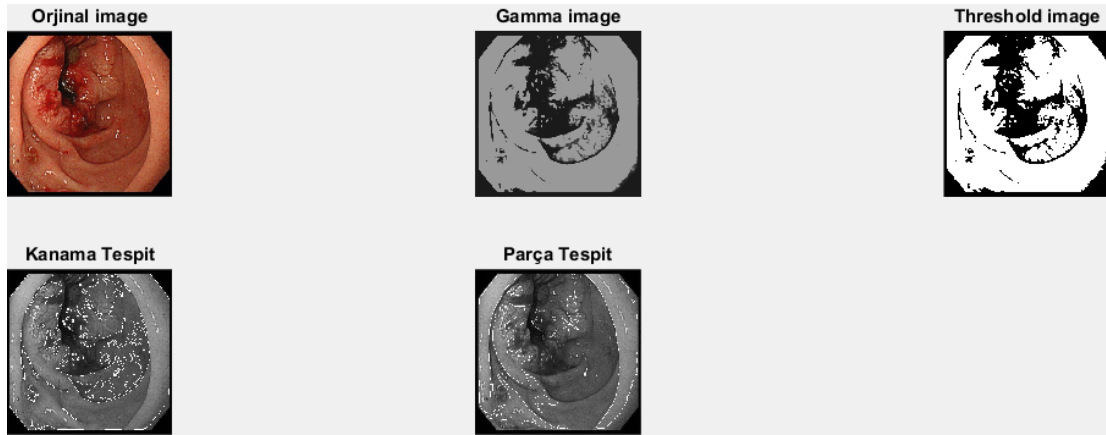 Orjinal image
Gamma image
Threshold image
Kanama Tespit
Parça Tespit